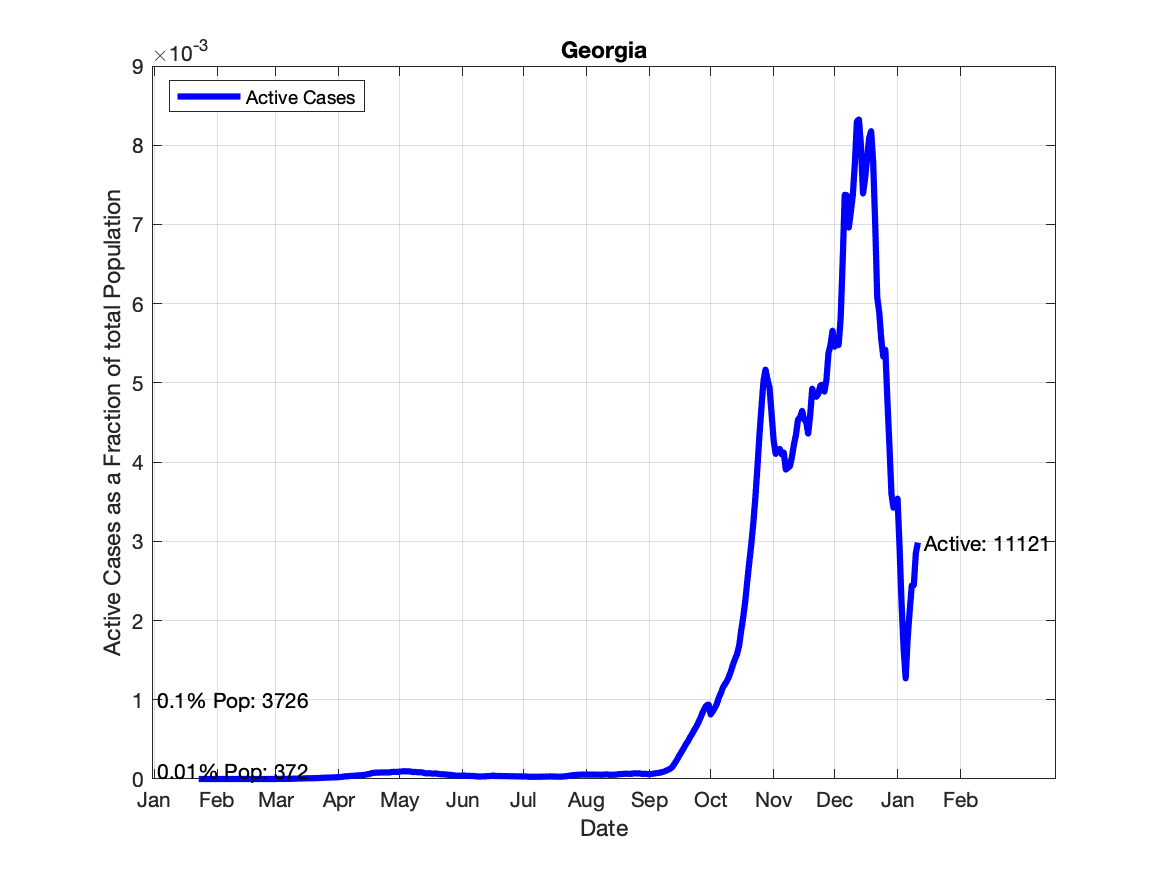 Georgia
×10-3
Active Cases
9
8
7
6
5
4
3
2
1
0
Active Cases as a Fraction of total Population
Active: 11121
0.1% Pop: 3726
0.01% Pop: 372
Jan Feb Mar Apr May Jun Jul Aug Sep Oct Nov Dec Jan Feb
Date